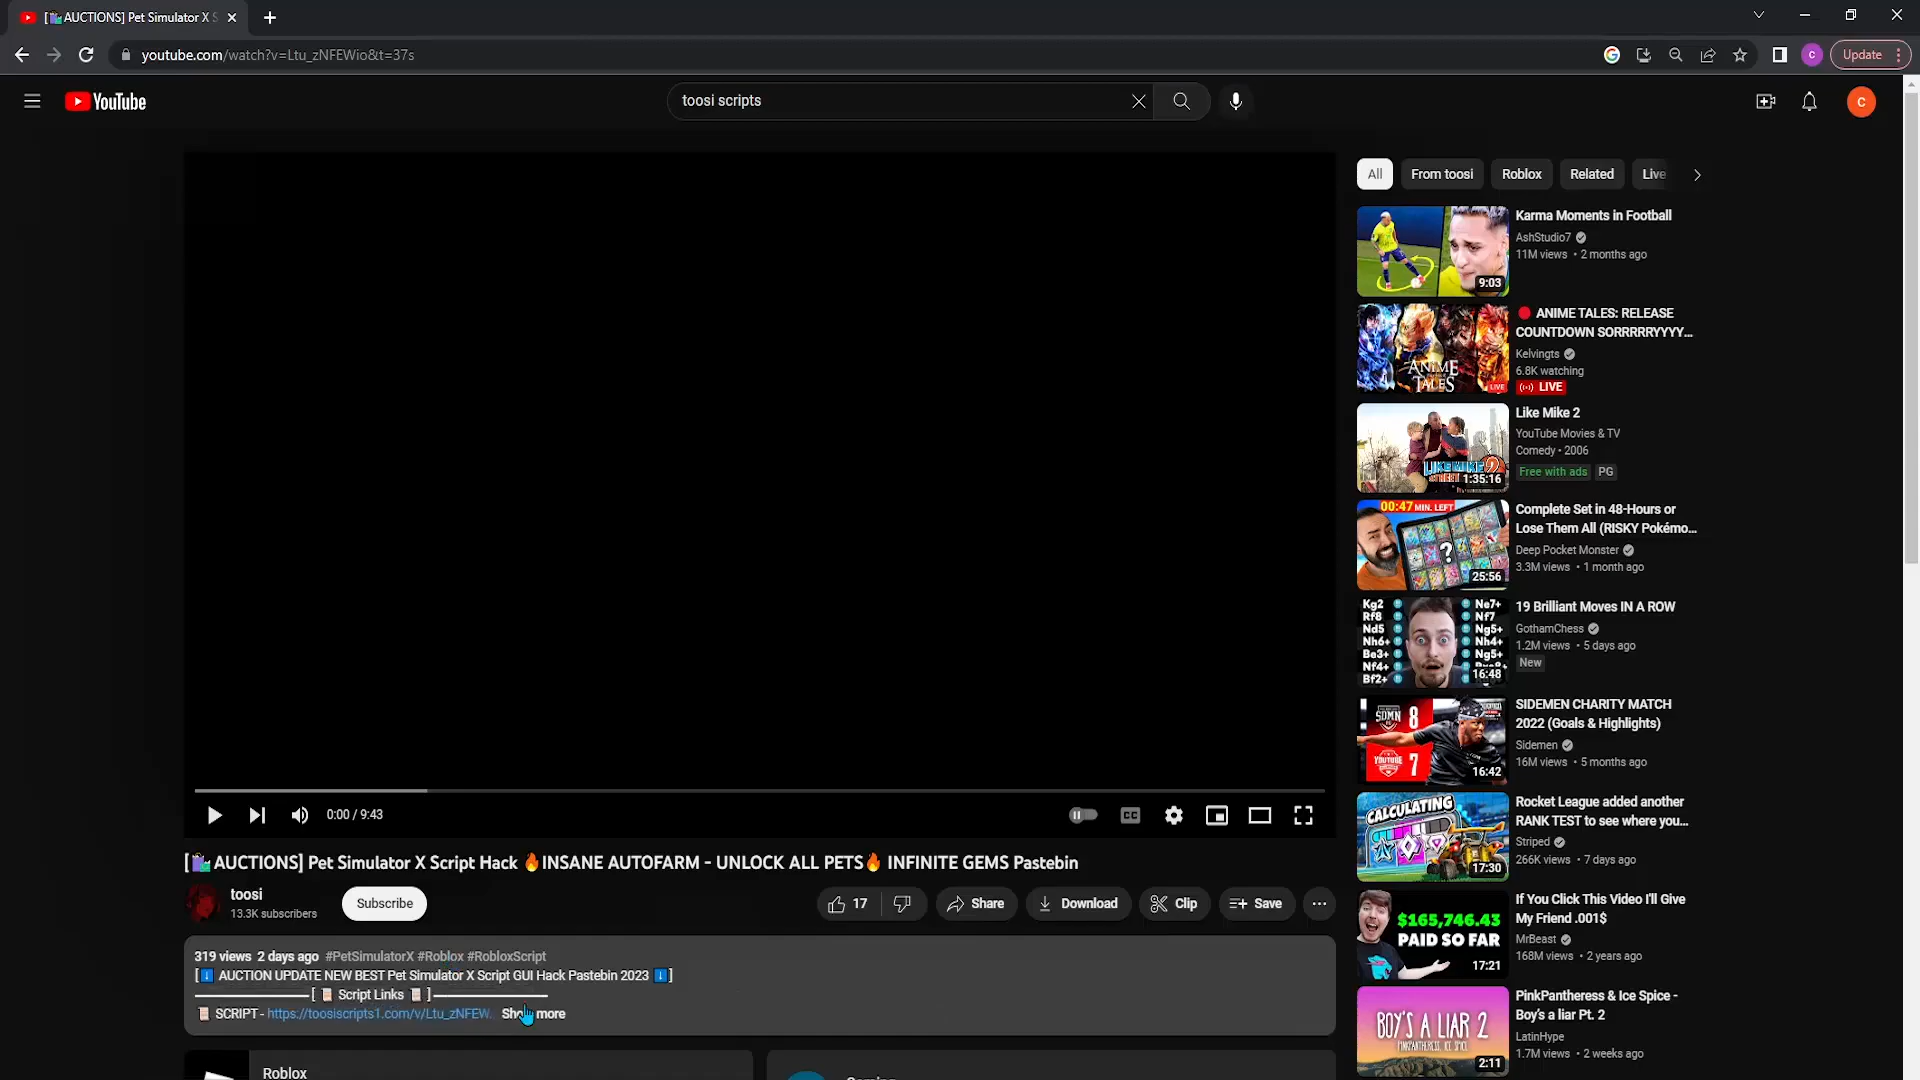 [🛍️AUCTIONS] Pet Simulator X S
youtube.com/watch?v=Ltu_zNFEWio&t=37s
C
Update
YouTube
toosi scripts
C
All
From toosi
Roblox
Related
Live
Karma Moments in Football
AshStudio7
11M views • 2 months ago
9:03
🔴 ANIME TALES: RELEASE
COUNTDOWN SORRRRRYYYY...
Kelvingts
6.8K watching
LIVE
ANIME
TALES
LIVE
Like Mike 2
YouTube Movies & TV
Comedy • 2006
Free with ads PG
LIKE MIKE 2
1:35:16
00:47 MIN. LEFT
Complete Set in 48-Hours or
Lose Them All (RISKY Pokémo...
Deep Pocket Monster
3.3M views • 1 month ago
?
25:56
Kg2 Ne7+
Rf8 Nf7
Nd5 Ng5+
Nh6+ Nh4+
Be3+ Ng5+
Nf4+
Bf2+
16:48
19 Brilliant Moves IN A ROW
GothamChess
1.2M views • 5 days ago
New
SDMN 8
7
16:42
SIDEMEN CHARITY MATCH
2022 (Goals & Highlights)
Sidemen
16M views • 5 months ago
CALCULATING
17:30
Rocket League added another
RANK TEST to see where you...
Striped
266K views • 7 days ago
$165,746.43
PAID SO FAR
17:21
If You Click This Video I'll Give
My Friend .001$
MrBeast
168M views • 2 years ago
BOY'S A LIAR 2
PINKPANTHERESS, ICE SPICE
2:11
PinkPantheress & Ice Spice -
Boy's a liar Pt. 2
LatinHype
1.7M views • 2 weeks ago
0:00 / 9:43
CC
[🛍️AUCTIONS] Pet Simulator X Script Hack 🔥INSANE AUTOFARM - UNLOCK ALL PETS🔥 INFINITE GEMS Pastebin
toosi
13.3K subscribers
Subscribe
17
Share
Download
Clip
Save
319 views 2 days ago #PetSimulatorX #Roblox #RobloxScript
[⬇️ AUCTION UPDATE NEW BEST Pet Simulator X Script GUI Hack Pastebin 2023 ⬇️]
——————[ 📜 Script Links 📜 ]——————
📜 SCRIPT - https://toosiscripts1.com/v/Ltu_zNFEW... Show more
Roblox